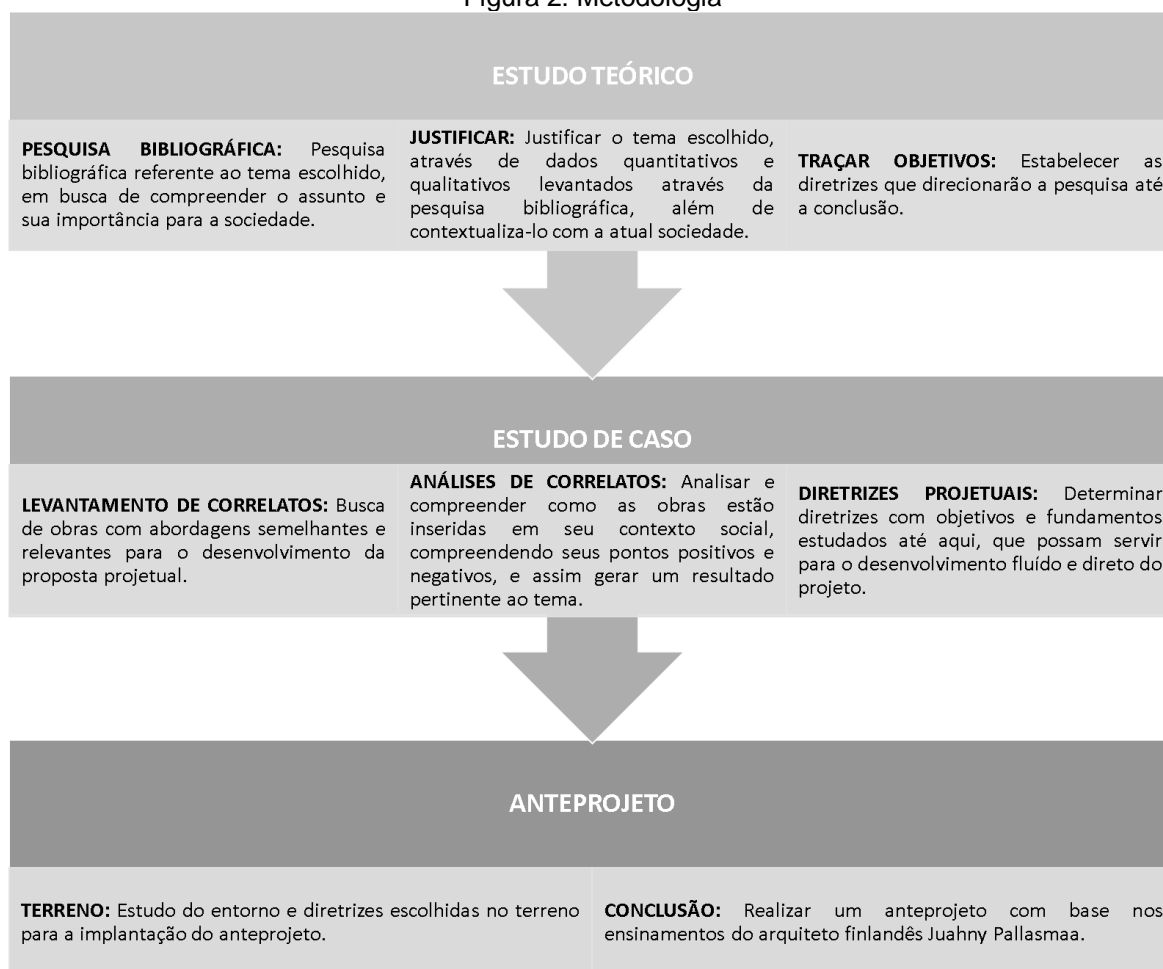 Figura 2: Metodologia
ESTUDO TEÓRICO
PESQUISA BIBLIOGRÁFICA: Pesquisa
bibliográfica referente ao tema escolhido,
em busca de compreender o assunto e
sua importância para a sociedade.
JUSTIFICAR: Justificar o tema escolhido,
através de dados quantitativos e
qualitativos levantados através da
pesquisa bibliográfica, além de
contextualiza-lo com a atual sociedade.
TRAÇAR OBJETIVOS: Estabelecer as
diretrizes que direcionarão a pesquisa até
a conclusão.
ESTUDO DE CASO
LEVANTAMENTO DE CORRELATOS: Busca
de obras com abordagens semelhantes e
relevantes para o desenvolvimento da
proposta projetual.
ANÁLISES DE CORRELATOS: Analisar e
compreender como as obras estão
inseridas em seu contexto social,
compreendendo seus pontos positivos e
negativos, e assim gerar um resultado
pertinente ao tema.
DIRETRIZES PROJETUAIS: Determinar
diretrizes com objetivos e fundamentos
estudados até aqui, que possam servir
para o desenvolvimento fluído e direto do
projeto.
ANTEPROJETO
TERRENO: Estudo do entorno e diretrizes escolhidas no terreno
para a implantação do anteprojeto.
CONCLUSÃO: Realizar um anteprojeto com base nos
ensinamentos do arquiteto finlandês Juahny Pallasmaa.